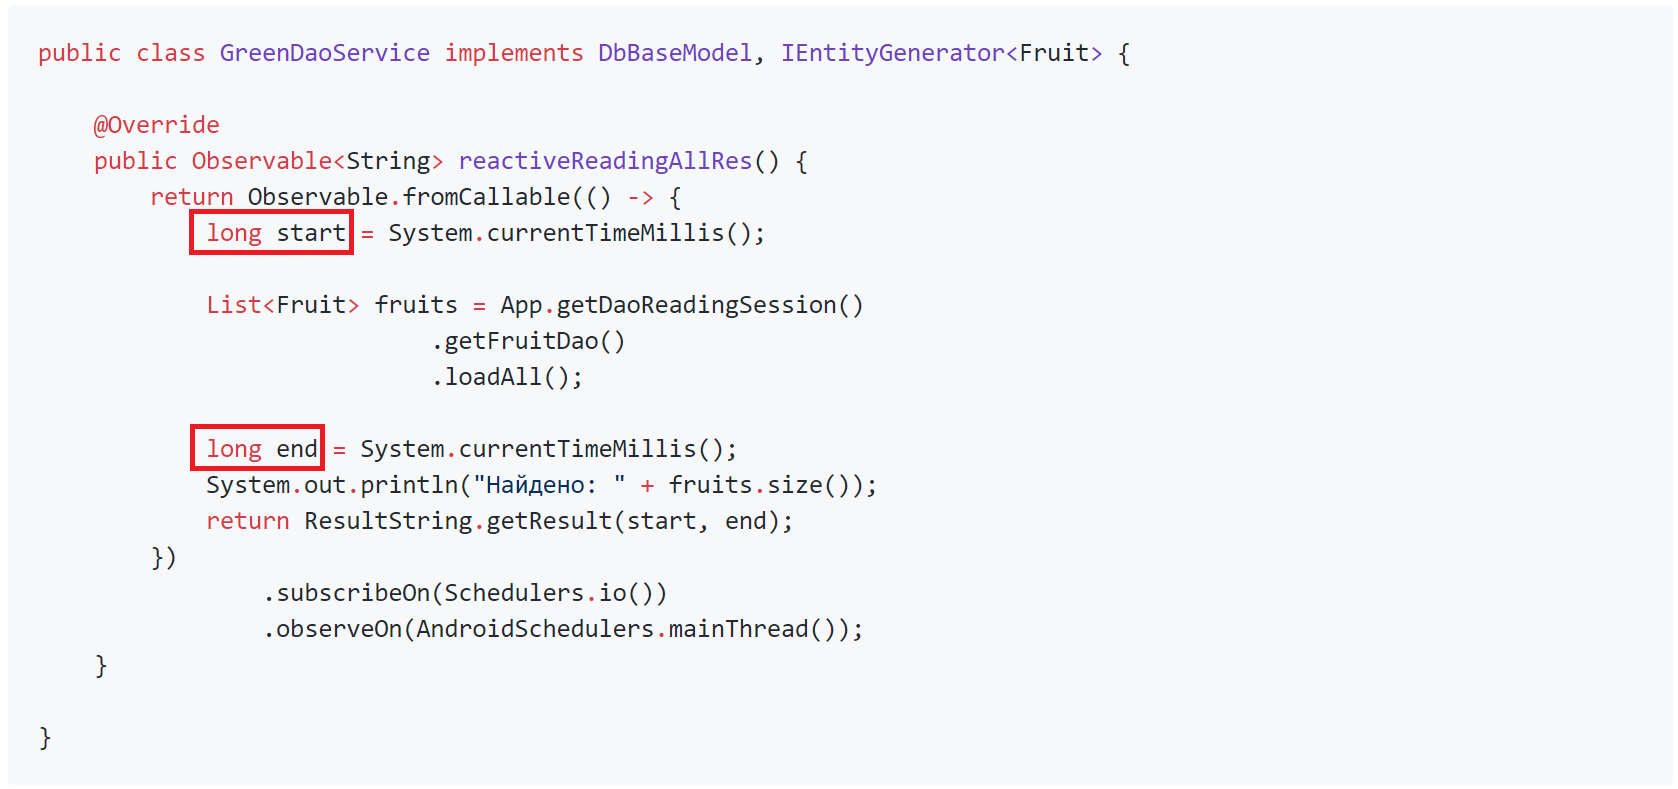 public class GreenDaoService implements DbBaseModel, IEntityGenerator<Fruit> {
@Override
public Observable<String> reactiveReadingAllRes() {
return Observable.fromCallable(() -> {
long start = System.currentTimeMillis();
List<Fruit> fruits = App.getDaoReadingSession()
.getFruitDao()
.loadAll();
long end = System.currentTimeMillis();
System.out.println("Найдено: " + fruits.size());
return ResultString.getResult(start, end);
})
.subscribeOn(Schedulers.io())
.observeOn(AndroidSchedulers.mainThread());
}
}